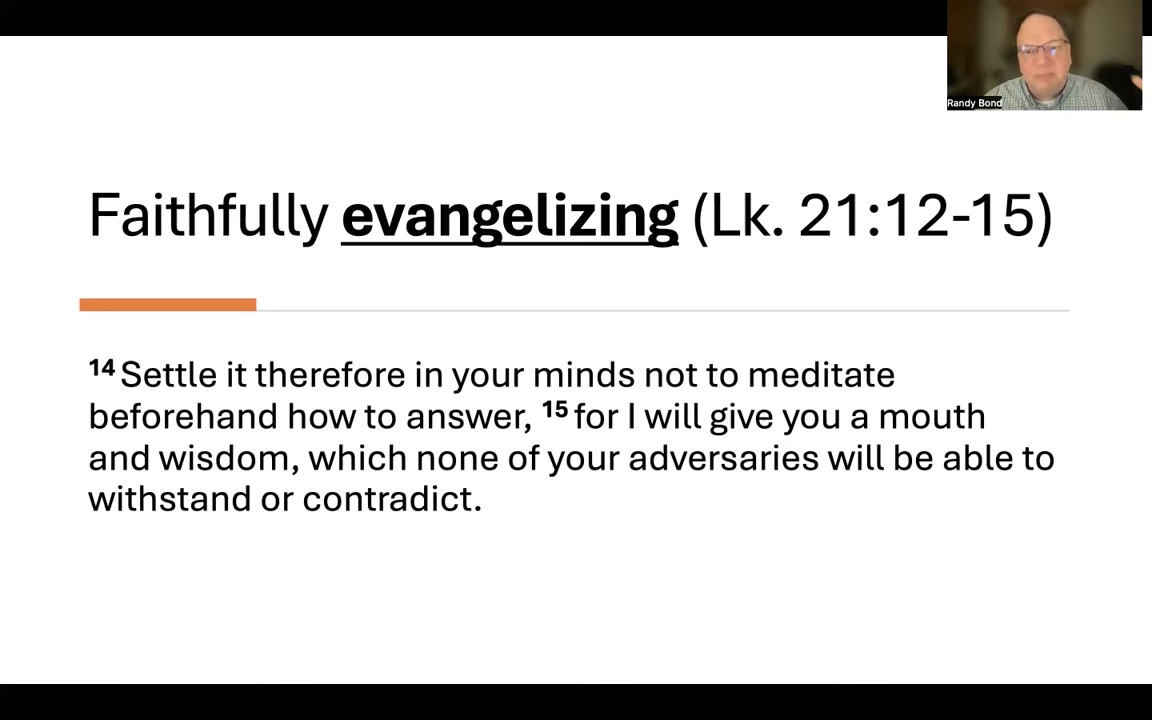 Randy Bond
Faithfully evangelizing (Lk. 21:12-15)
14 Settle it therefore in your minds not to meditate
beforehand how to answer, 15 for I will give you a mouth
and wisdom, which none of your adversaries will be able to
withstand or contradict.